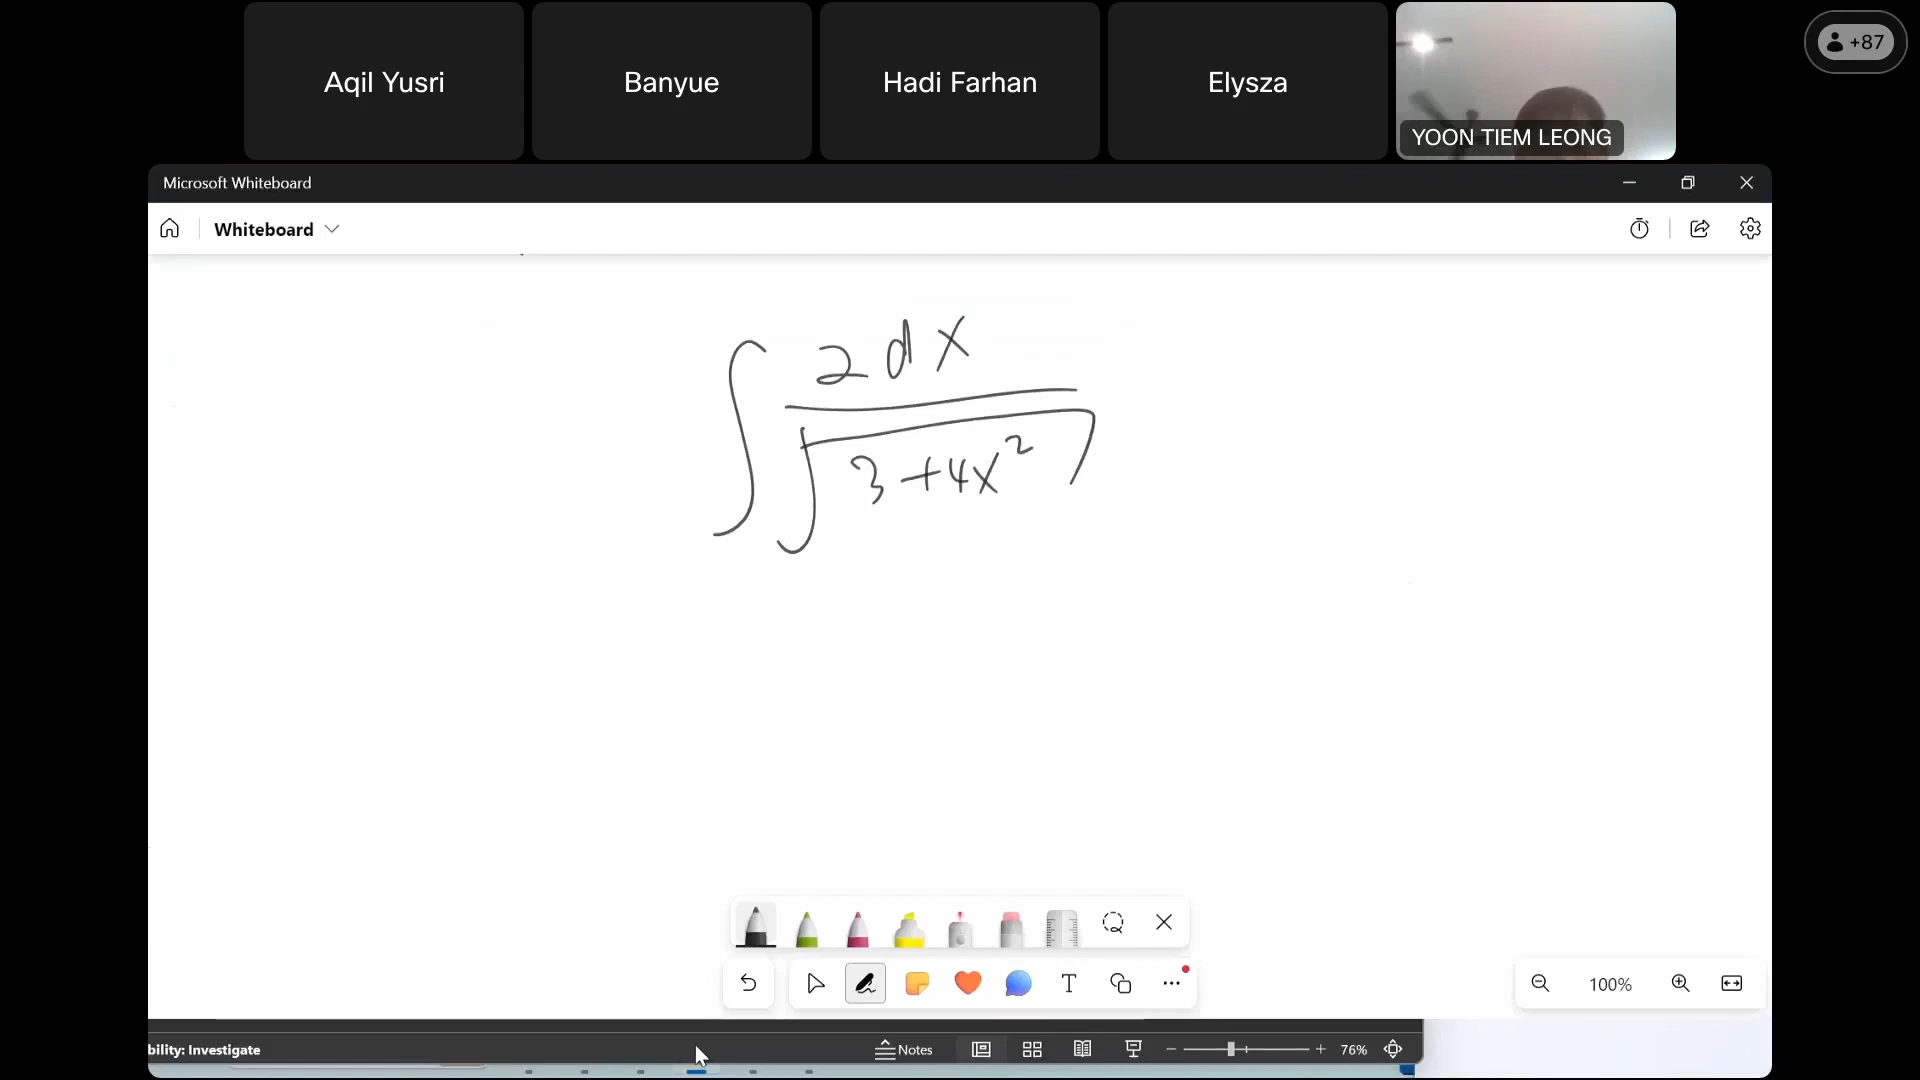 Aqil Yusri
Banyue
Hadi Farhan
Elysza
YOON TIEM LEONG
+87
Microsoft Whiteboard
Whiteboard
∫ 2dx / √(3+4x²)
T
100%
bility: Investigate
Notes
76%